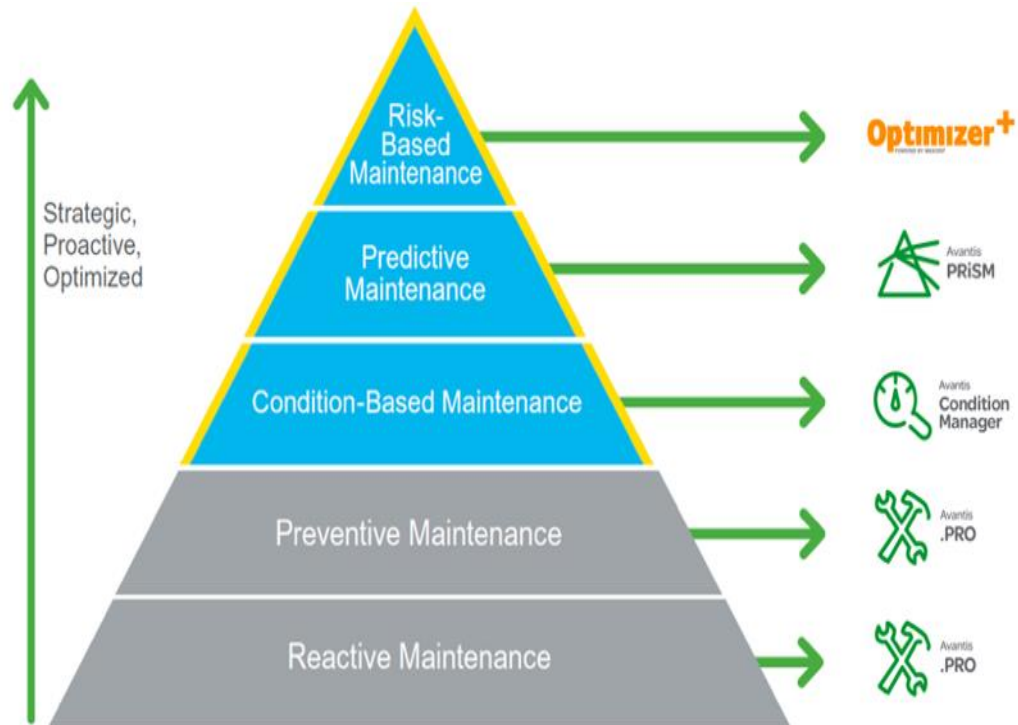 Risk-
Based
Maintenance
Optimizer+
Strategic,
Proactive,
Optimized
Predictive
Maintenance
Avantis
PRiSM
Condition-Based Maintenance
Avantis
Condition
Manager
Preventive Maintenance
Avantis
.PRO
Reactive Maintenance
Avantis
.PRO